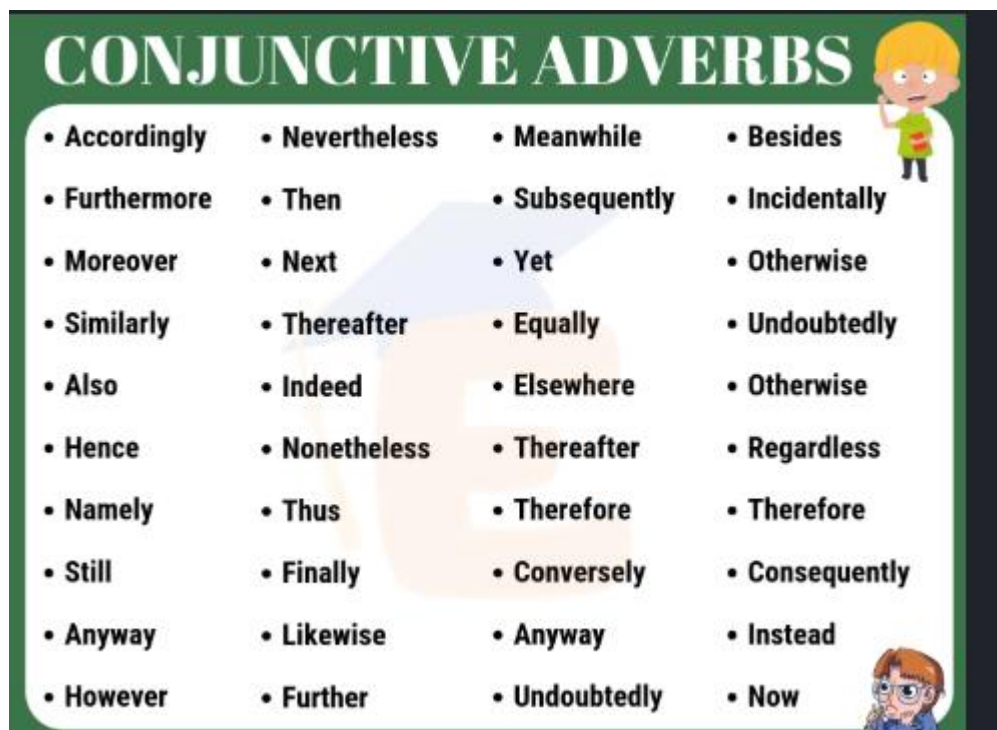 CONJUNCTIVE ADVERBS
• Accordingly • Nevertheless • Meanwhile • Besides
• Furthermore • Then • Subsequently • Incidentally
• Moreover • Next • Yet • Otherwise
• Similarly • Thereafter • Equally • Undoubtedly
• Also • Indeed • Elsewhere • Otherwise
• Hence • Nonetheless • Thereafter • Regardless
• Namely • Thus • Therefore • Therefore
• Still • Finally • Conversely • Consequently
• Anyway • Likewise • Anyway • Instead
• However • Further • Undoubtedly • Now